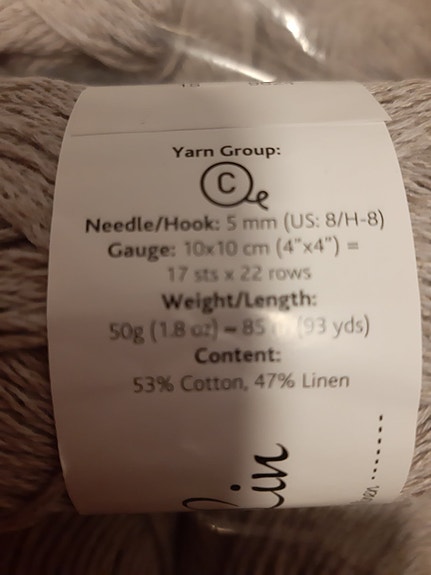 Yarn Group:
C
Needle/Hook: 5 mm (US: 8/H-8)
Gauge: 10x10 cm (4"x4") =
17 sts x 22 rows
Weight/Length:
50g (1.8 oz) ~ 85 m (93 yds)
Content:
53% Cotton, 47% Linen